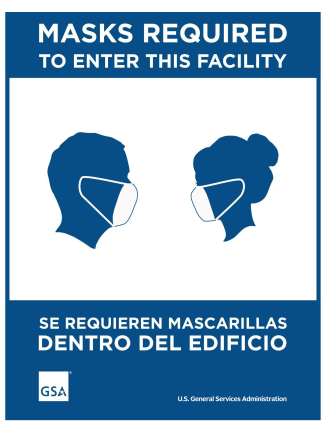 MASKS REQUIRED
TO ENTER THIS FACILITY
SE REQUIEREN MASCARILLAS
DENTRO DEL EDIFICIO
GSA
U.S. General Services Administration